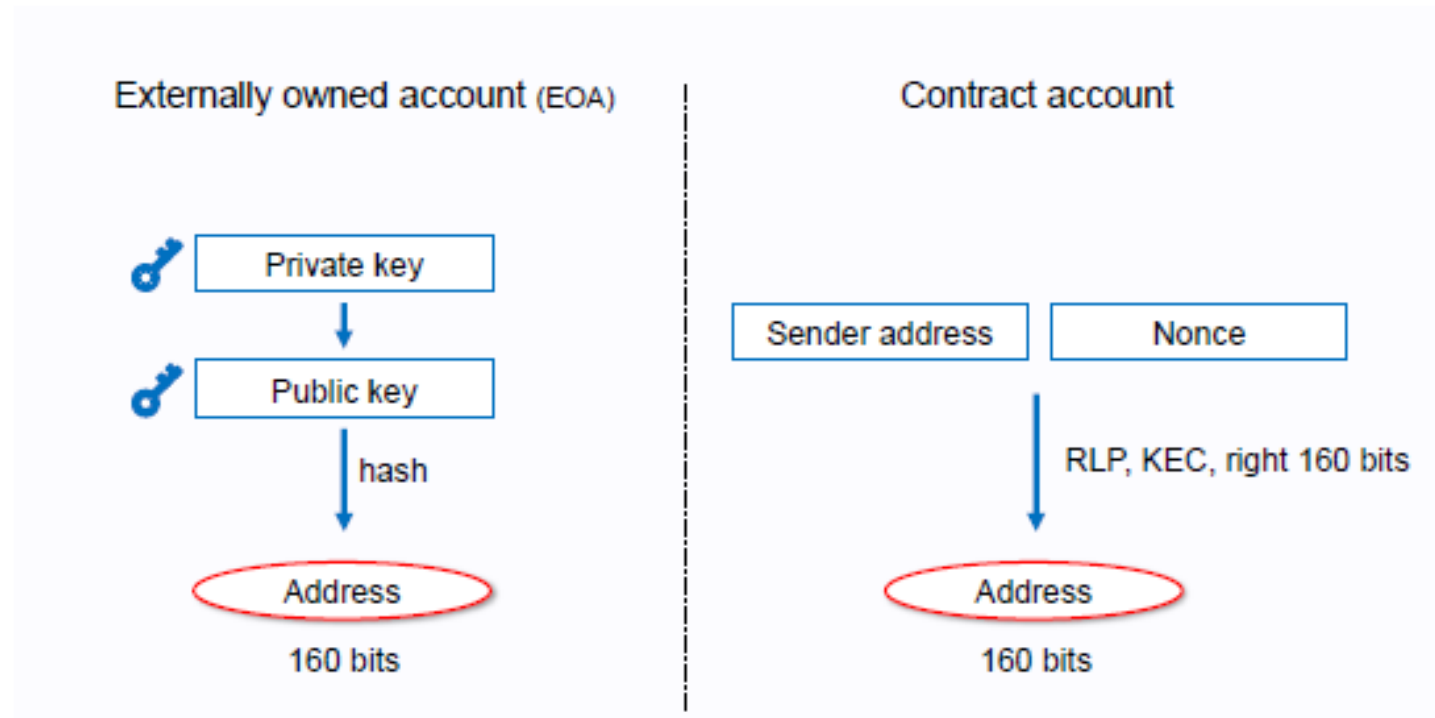 Externally owned account (EOA)
Private key
Public key
hash
Address
160 bits
Contract account
Sender address
Nonce
RLP, KEC, right 160 bits
Address
160 bits